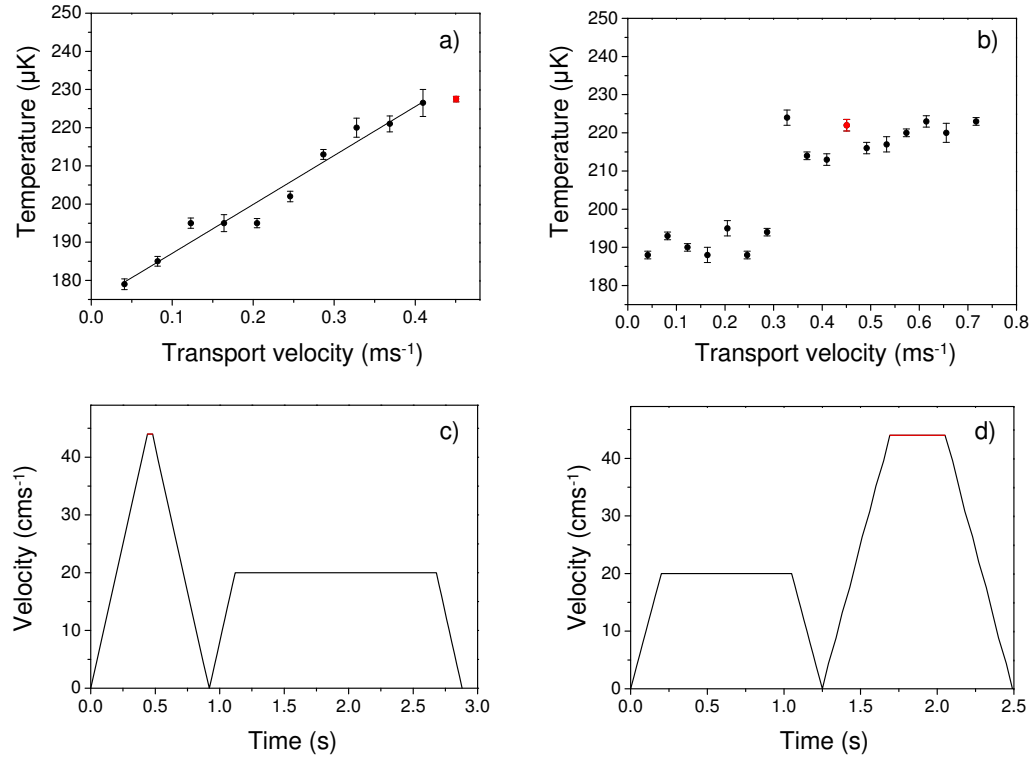 a)
250
240
230
220
210
200
190
180
Temperature (µK)
0.0 0.1 0.2 0.3 0.4
Transport velocity (ms⁻¹)
b)
250
240
230
220
210
200
190
180
Temperature (µK)
0.0 0.1 0.2 0.3 0.4 0.5 0.6 0.7 0.8
Transport velocity (ms⁻¹)
c)
40
30
20
10
0
Velocity (cms⁻¹)
0.0 0.5 1.0 1.5 2.0 2.5 3.0
Time (s)
d)
40
30
20
10
0
Velocity (cms⁻¹)
0.0 0.5 1.0 1.5 2.0 2.5
Time (s)